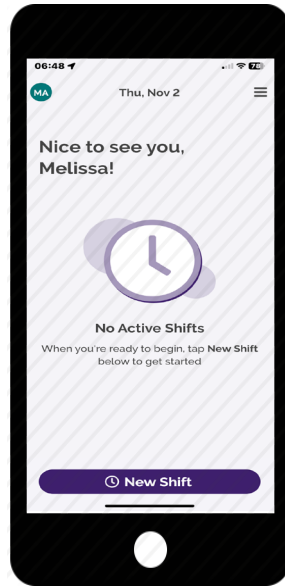 06:48 78
MA Thu, Nov 2
Nice to see you,
Melissa!
No Active Shifts
When you're ready to begin, tap New Shift
below to get started
New Shift